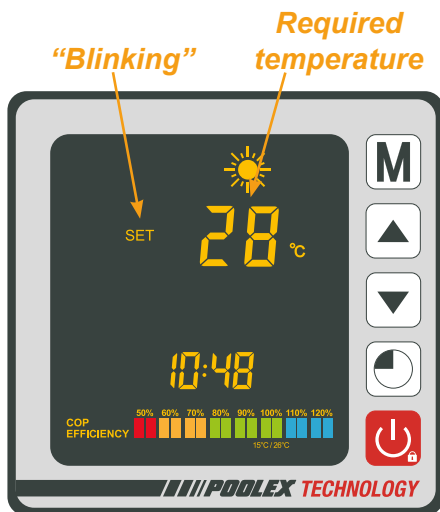 Required
“Blinking”
temperature
M
SET
28 °C
10:48
50% 60% 70% 80% 90% 100% 110% 120%
COP
EFFICIENCY
15°C / 26°C
POOLEX TECHNOLOGY